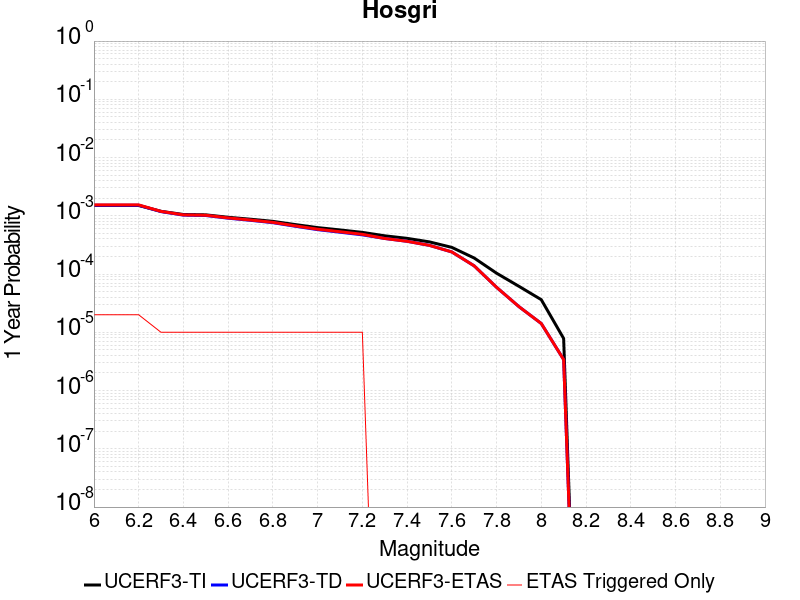 Hosgri
10^0
10^-1
10^-2
10^-3
10^-4
10^-5
10^-6
10^-7
10^-8
1 Year Probability
6 6.2 6.4 6.6 6.8 7 7.2 7.4 7.6 7.8 8 8.2 8.4 8.6 8.8 9
Magnitude
UCERF3-TI UCERF3-TD UCERF3-ETAS ETAS Triggered Only